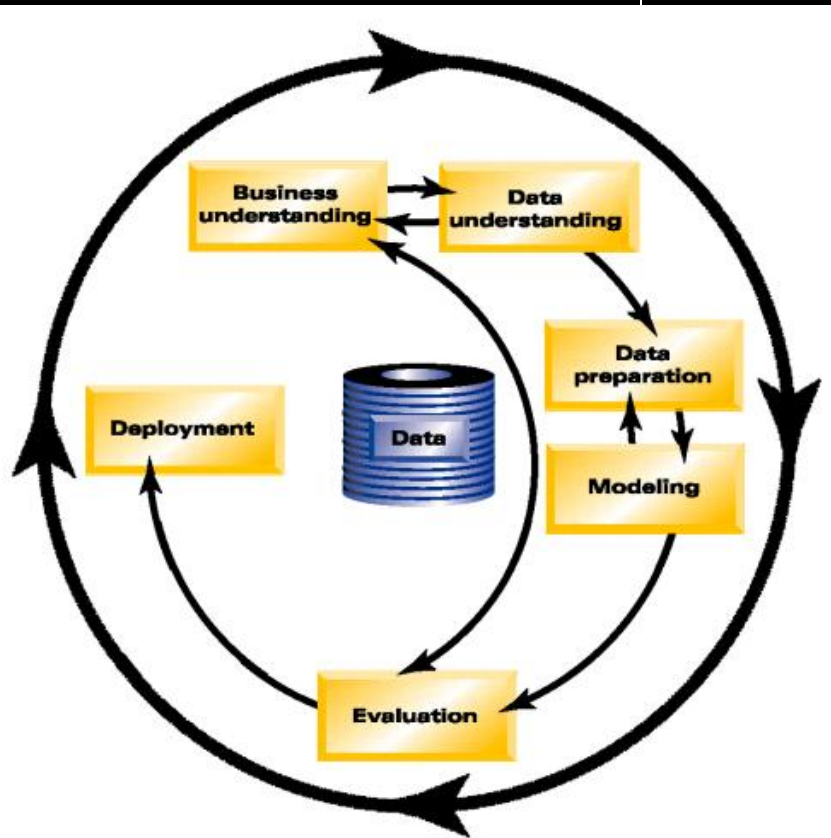 Business
understanding
Data
understanding
Data
preparation
Deployment
Data
Modeling
Evaluation